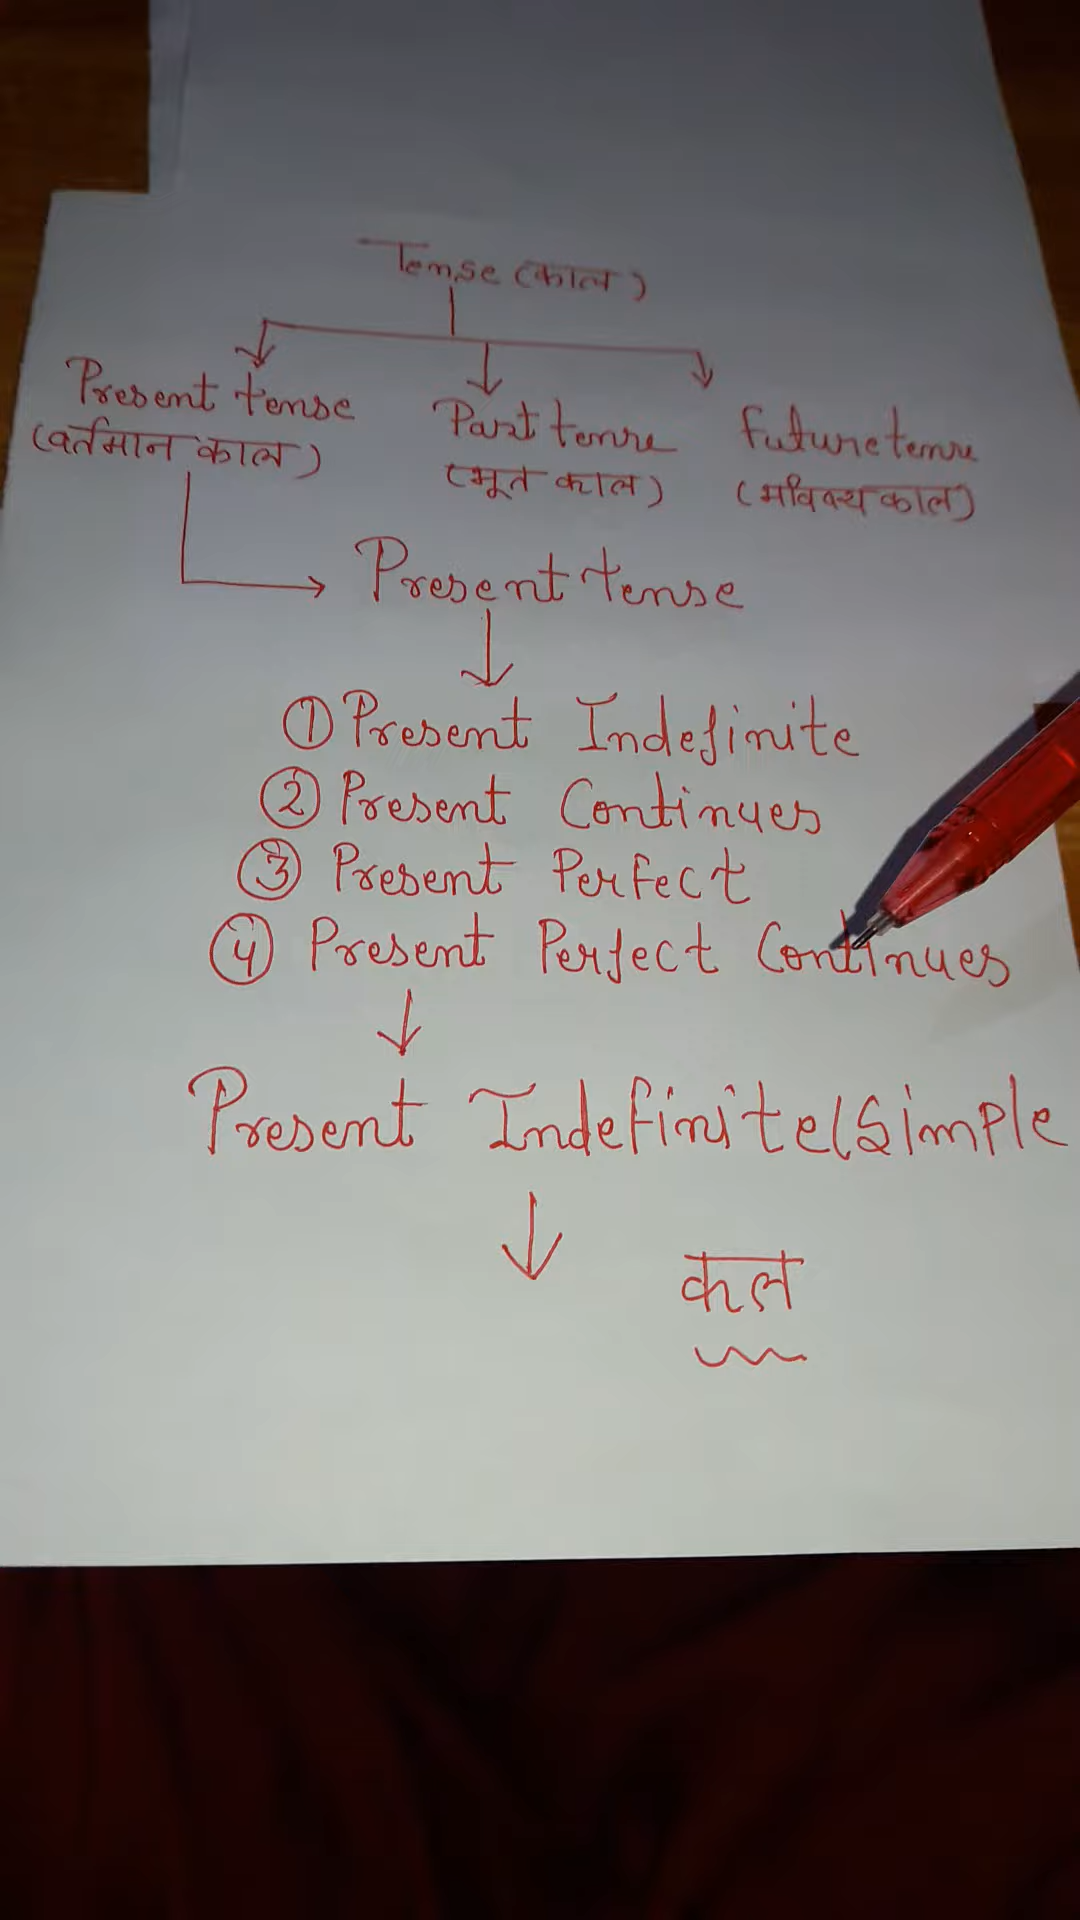 Tense (काल)
Present tense
(वर्तमान काल)
Past tense
(भूत काल)
Future tense
(भविष्य काल)
Present tense
① Present Indefinite
② Present Continues
③ Present Perfect
④ Present Perfect Continues
Present Indefinite/Simple
कल